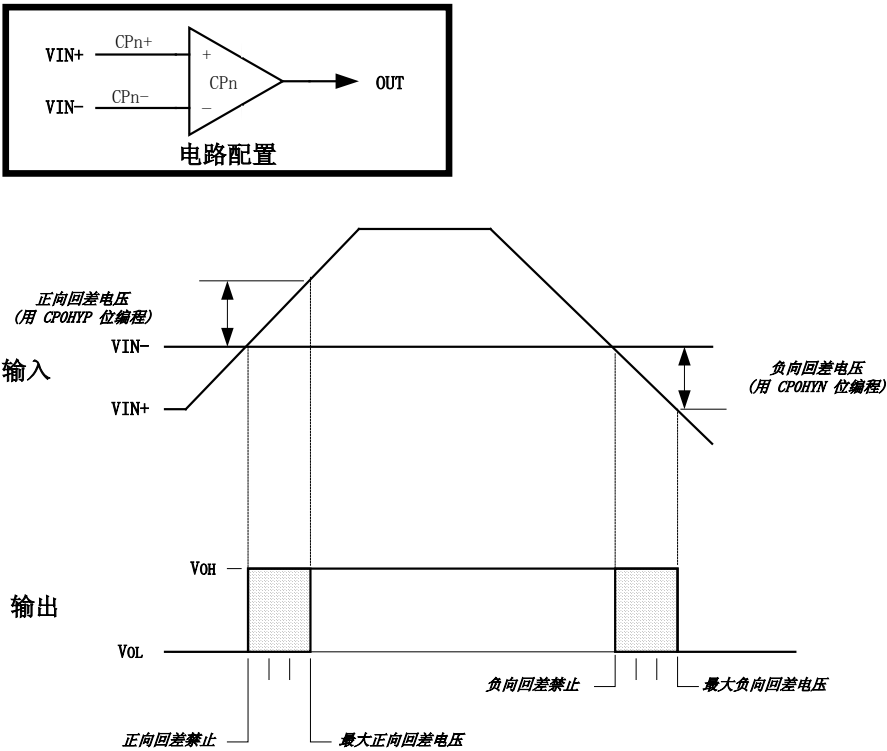 VIN+ CPn+ +
CPn OUT
VIN- CPn- -
电路配置
正向回差电压
(用 CP0HYP 位编程)
VIN-
输入
负向回差电压
(用 CP0HYN 位编程)
VIN+
VOH
输出
VOL
负向回差禁止 最大负向回差电压
正向回差禁止 最大正向回差电压